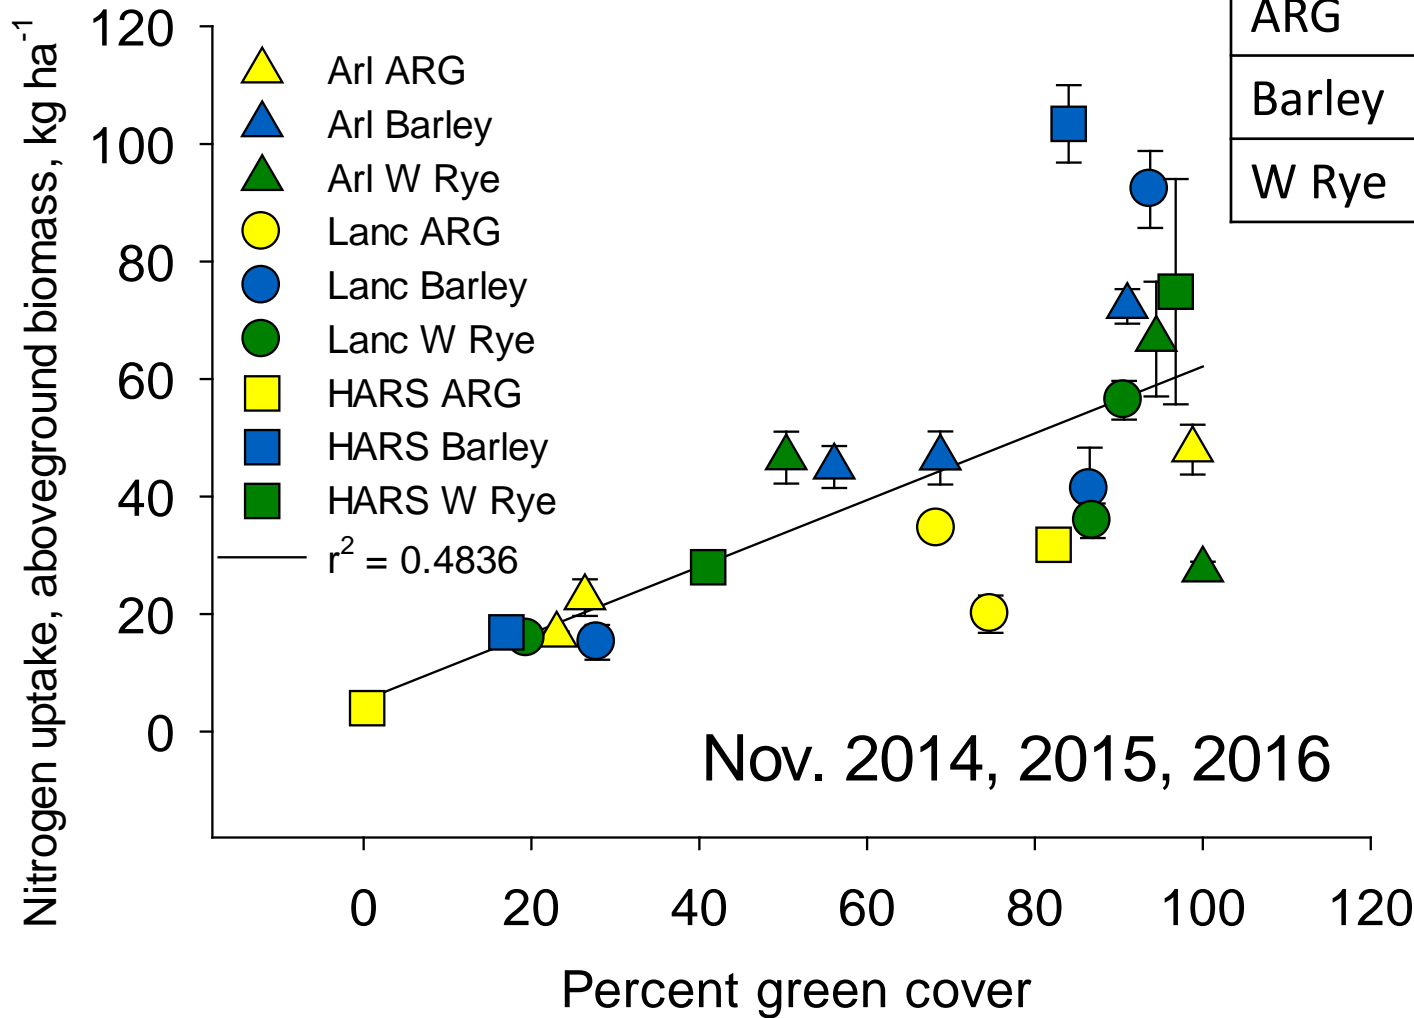 Nitrogen uptake, aboveground biomass, kg ha⁻¹
120
100
80
60
40
20
0
Arl ARG
Arl Barley
Arl W Rye
Lanc ARG
Lanc Barley
Lanc W Rye
HARS ARG
HARS Barley
HARS W Rye
r² = 0.4836
ARG
Barley
W Rye
Nov. 2014, 2015, 2016
0 20 40 60 80 100 120
Percent green cover